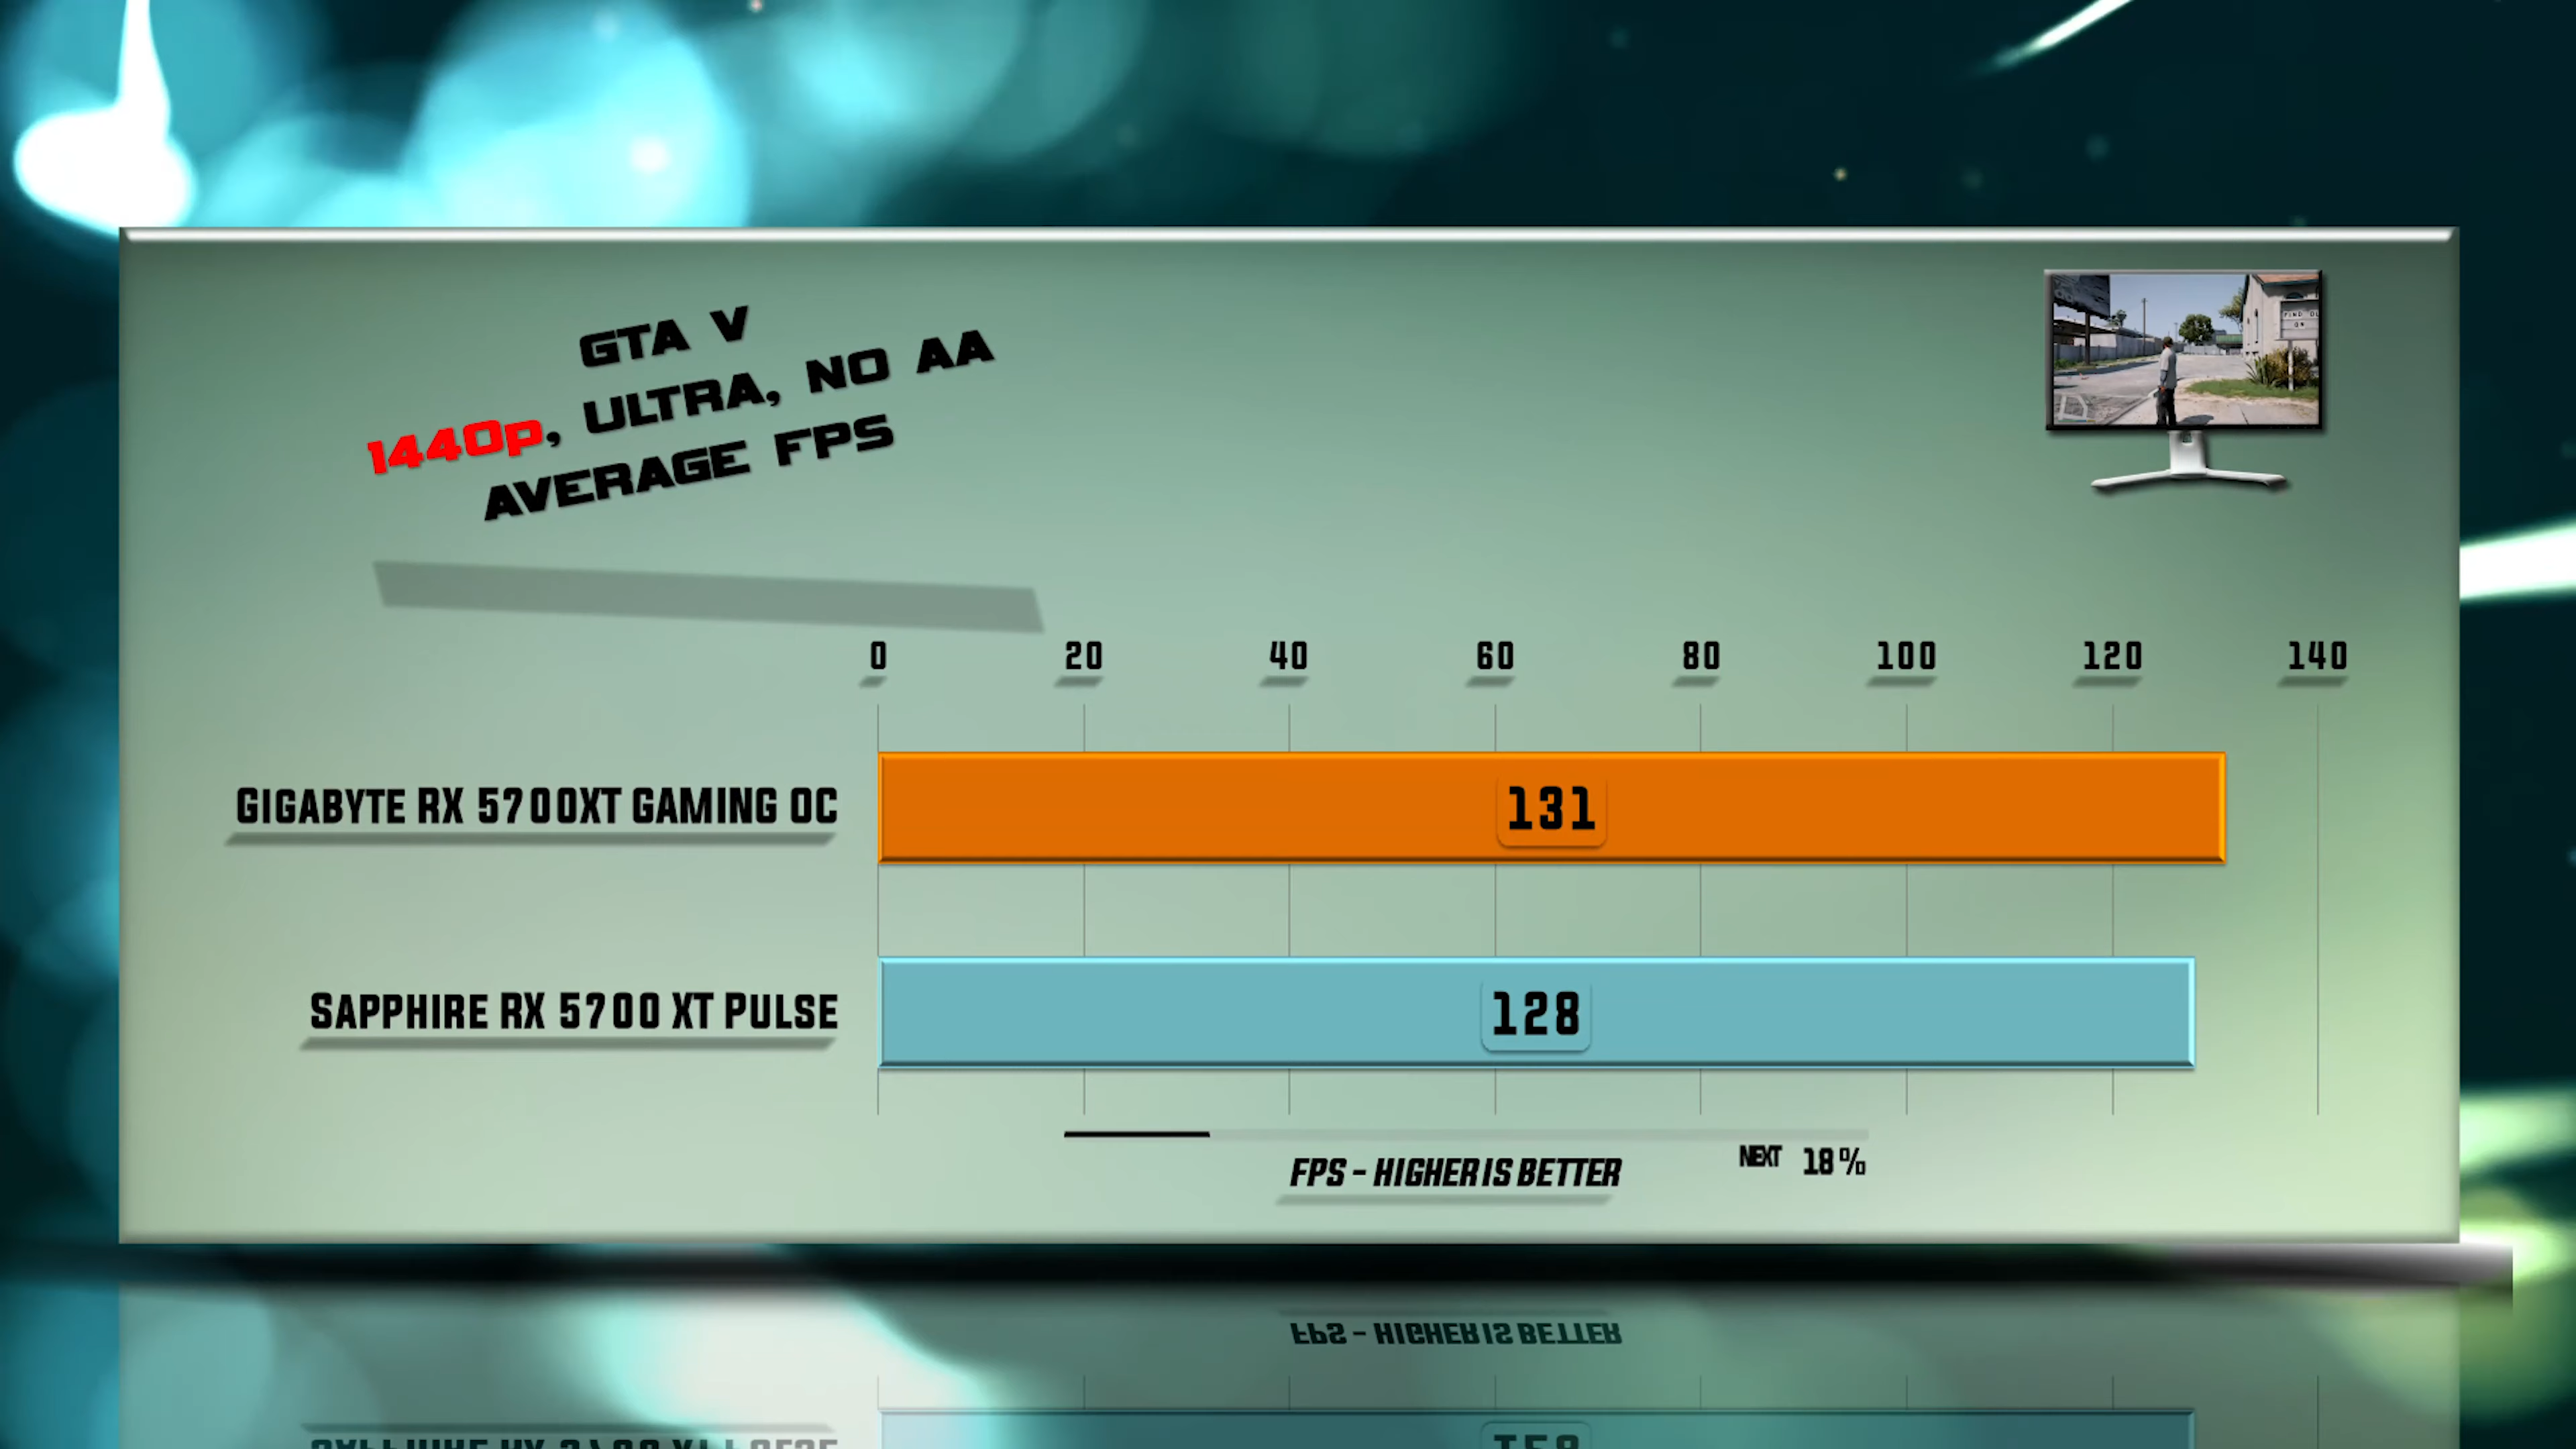 GTA V
1440p, ULTRA, NO AA
AVERAGE FPS
0 20 40 60 80 100 120 140
GIGABYTE RX 5700XT GAMING OC
131
SAPPHIRE RX 5700 XT PULSE
128
FPS - HIGHER IS BETTER
NEXT 18%